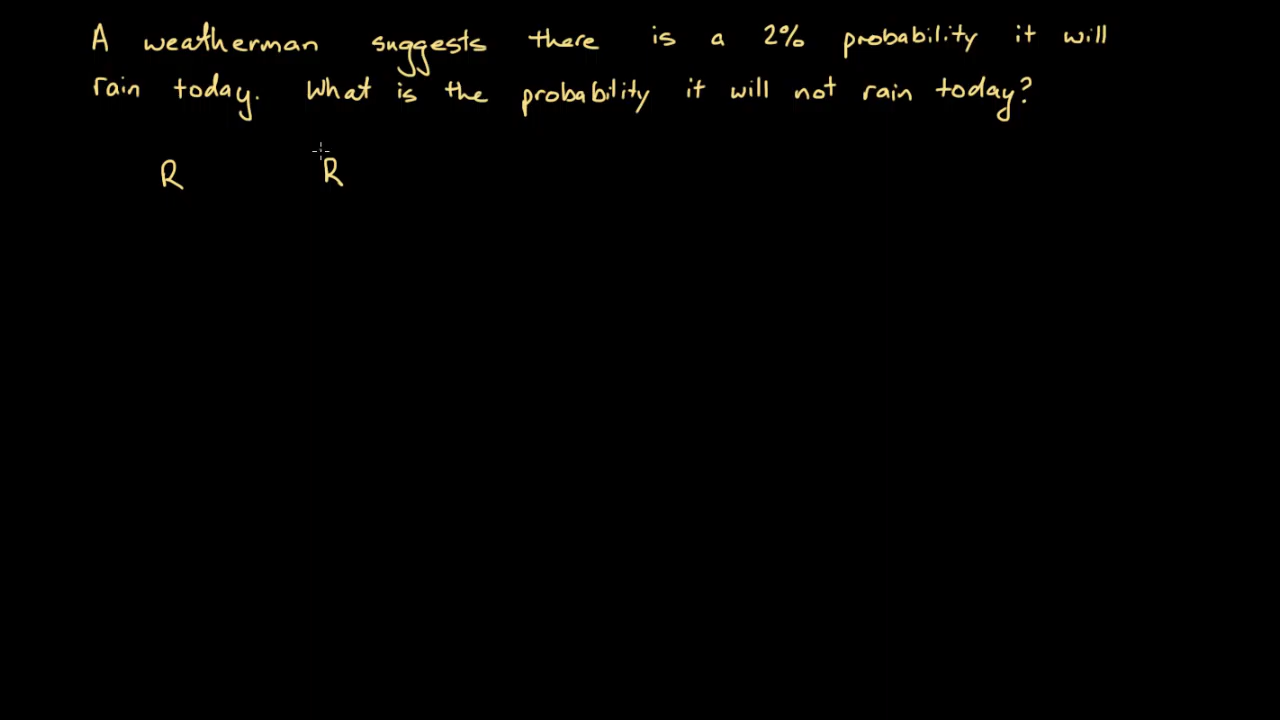 A weatherman suggests there is a 2% probability it will
rain today. What is the probability it will not rain today?
R R